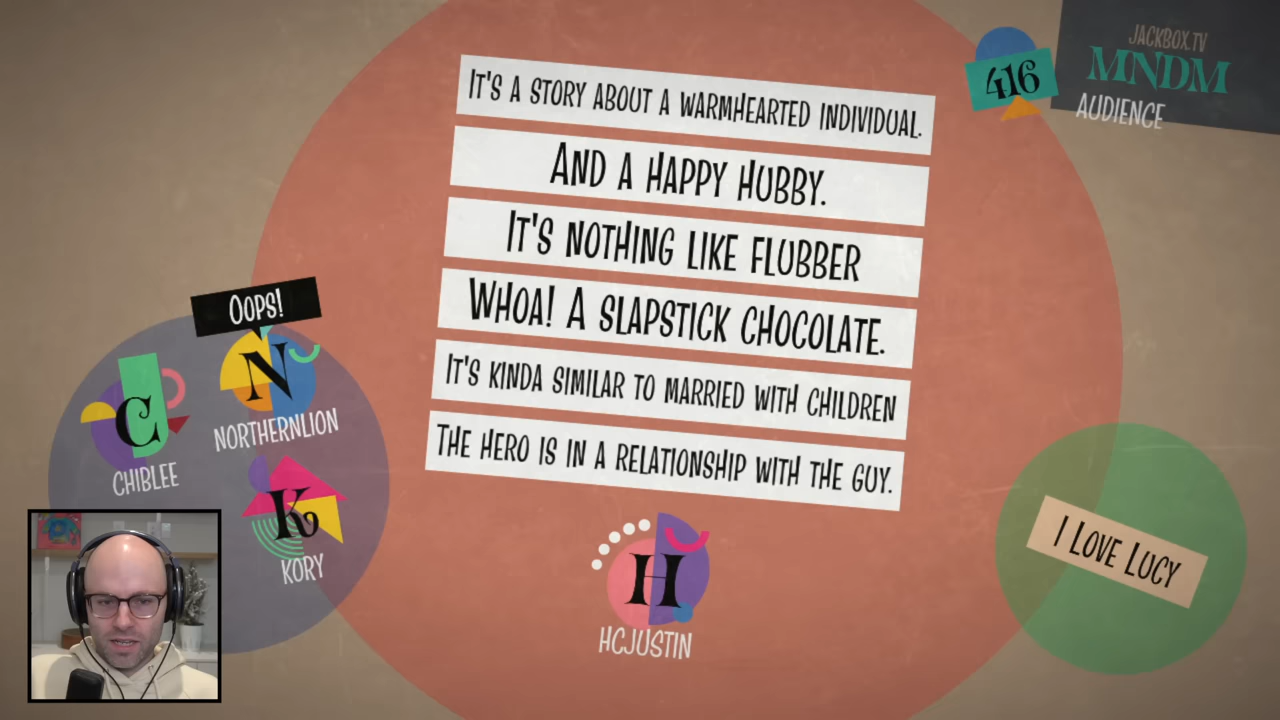 It's a story about a warmhearted individual.
And a happy hubby.
It's nothing like Flubber
Whoa! A slapstick chocolate.
It's kinda similar to Married with Children
The hero is in a relationship with the guy.
416
JACKBOX.TV
MNDM
AUDIENCE
Oops!
C
N
NORTHERNLION
CHIBLEE
K
KORY
H
HCJUSTIN
I Love Lucy